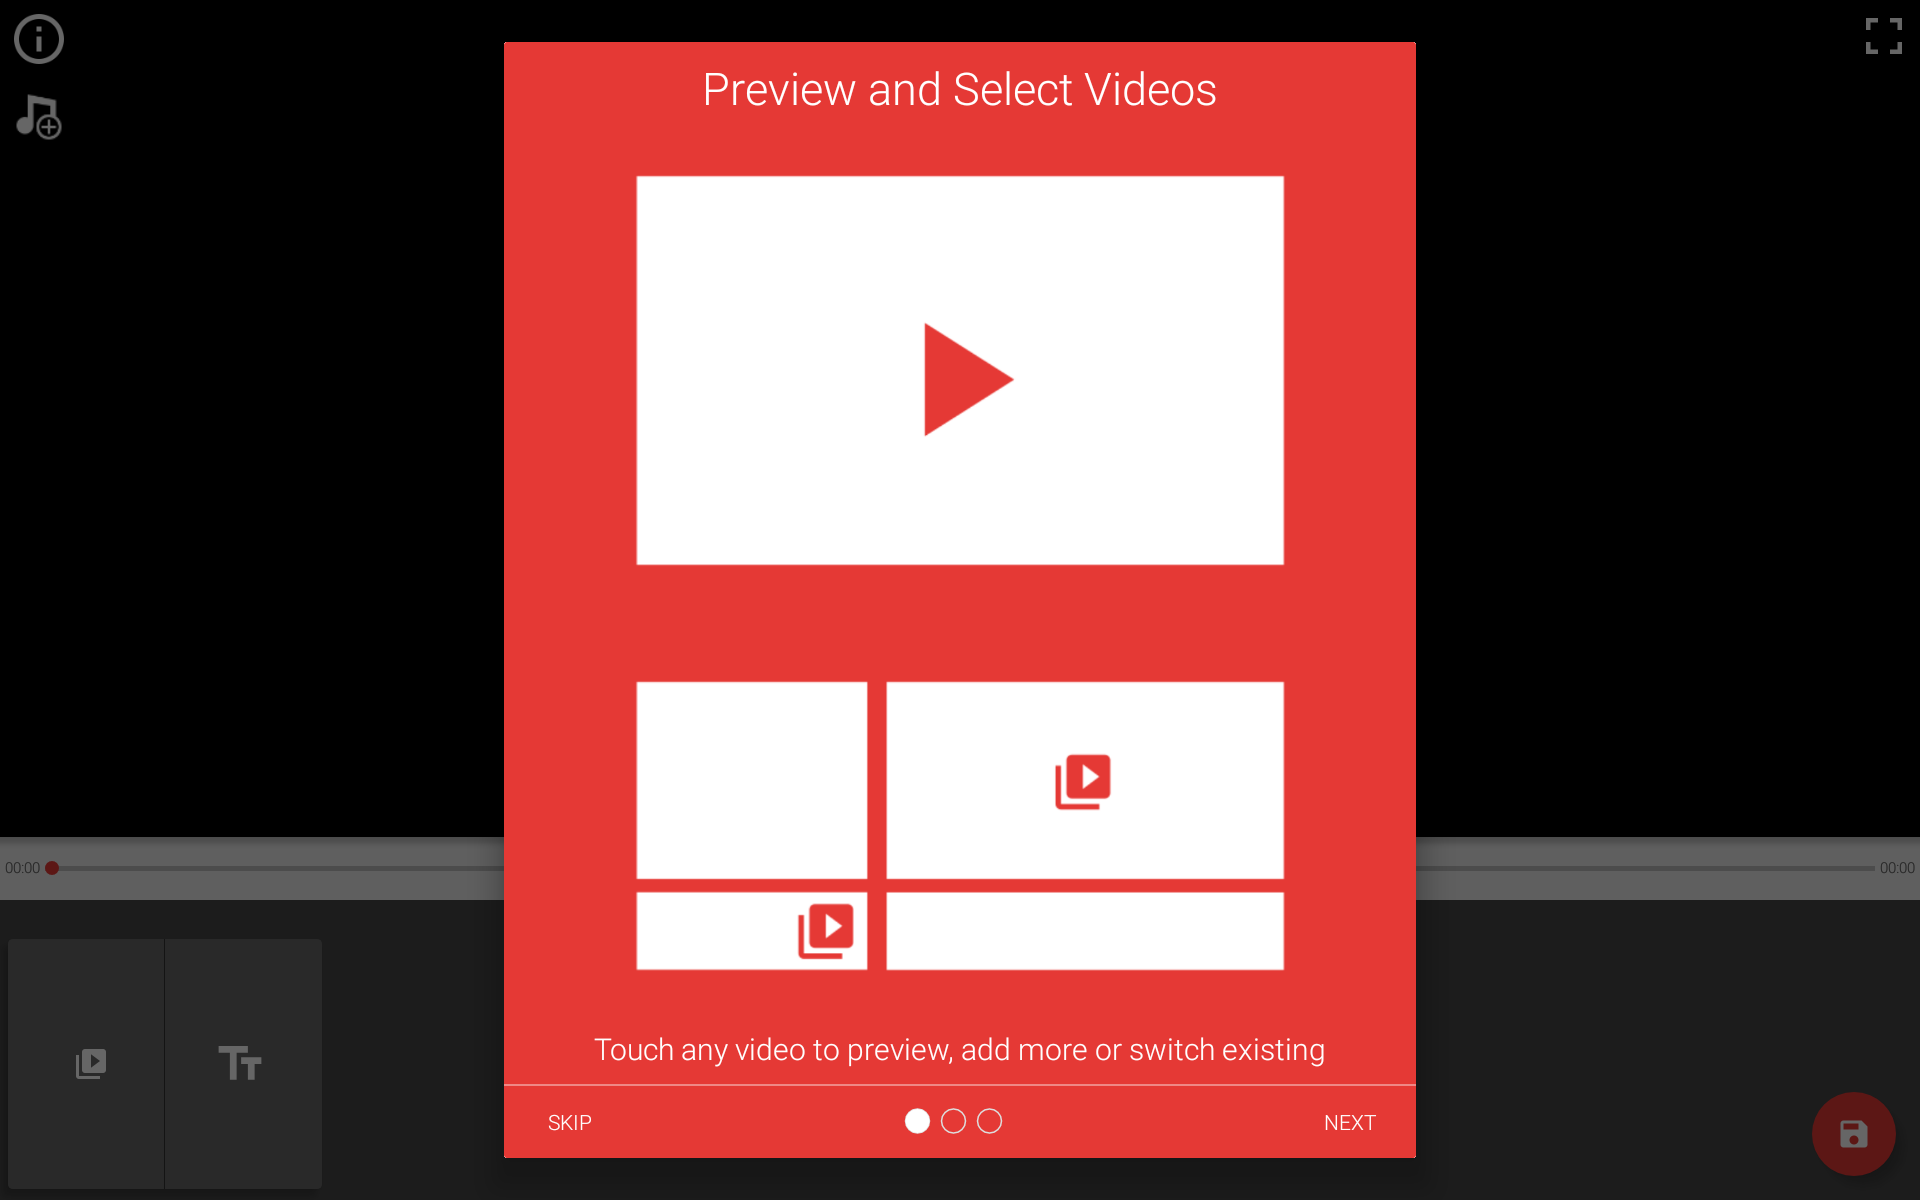 Preview and Select Videos
00:00
00:00
Tт
Touch any video to preview, add more or switch existing
SKIP
NEXT